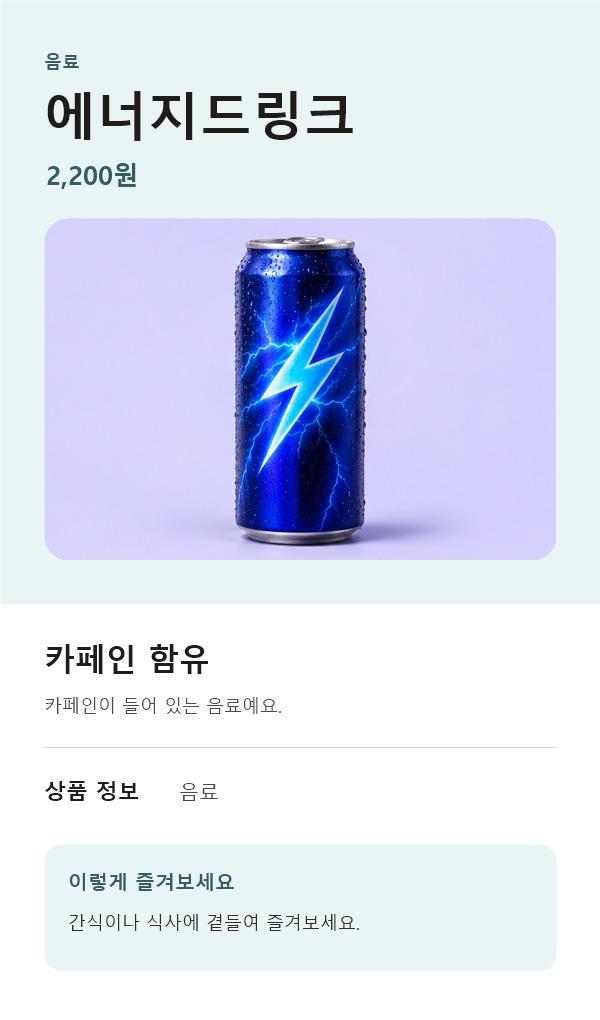 음료
에너지드링크
2,200원
카페인 함유
카페인이 들어 있는 음료예요.
상품 정보 음료
이렇게 즐겨보세요
간식이나 식사에 곁들여 즐겨보세요.